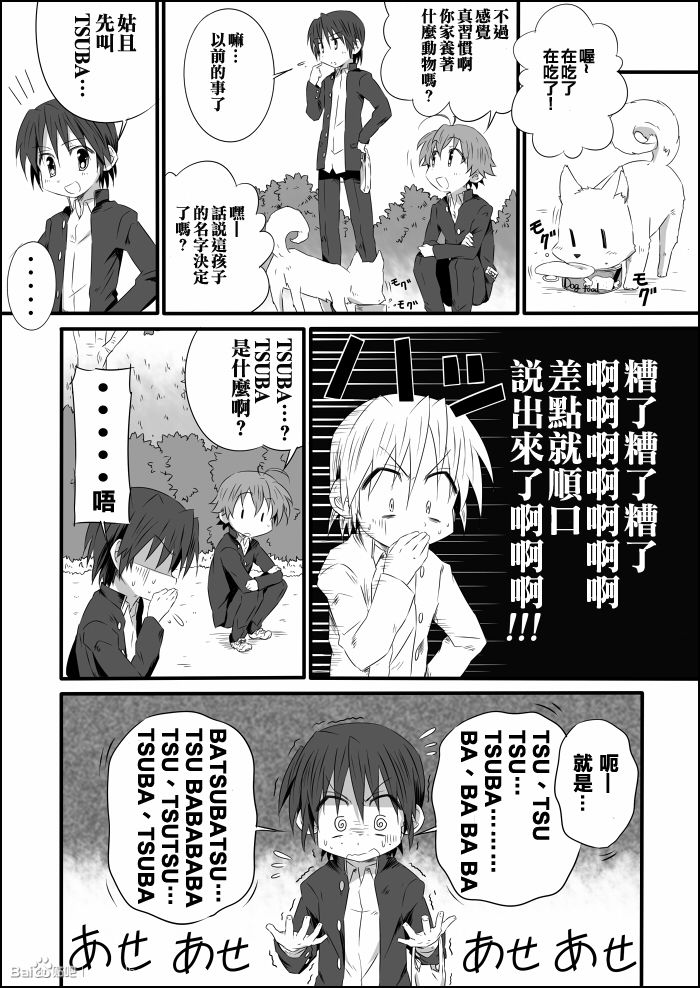 喔~
在吃了
在吃了！
モグ
モグ
Dog food
不過
感覺
真習慣啊
你家養著
什麼動物嗎？
嘛…
以前的事了
嘿—
話說這孩子
的名字決定
了嗎？
モグ
モグ
姑且
先叫
TSUBA…
・・・・・・
糟了糟了糟了
啊啊啊啊啊啊啊
差點就順口
說出來了啊啊啊!!!
ハッ
TSUBA…？
TSUBA
是什麼啊？
・・・・・・唔
呃—
就是…
TSU，TSU
TSU…
TSUBA………
BA，BA BA BA
BATSUBATSU…
TSU BABABABA
TSU，TSUTSU…
TSUBA，TSUBA
あせ
あせ
あせ
あせ
Bai
贴吧